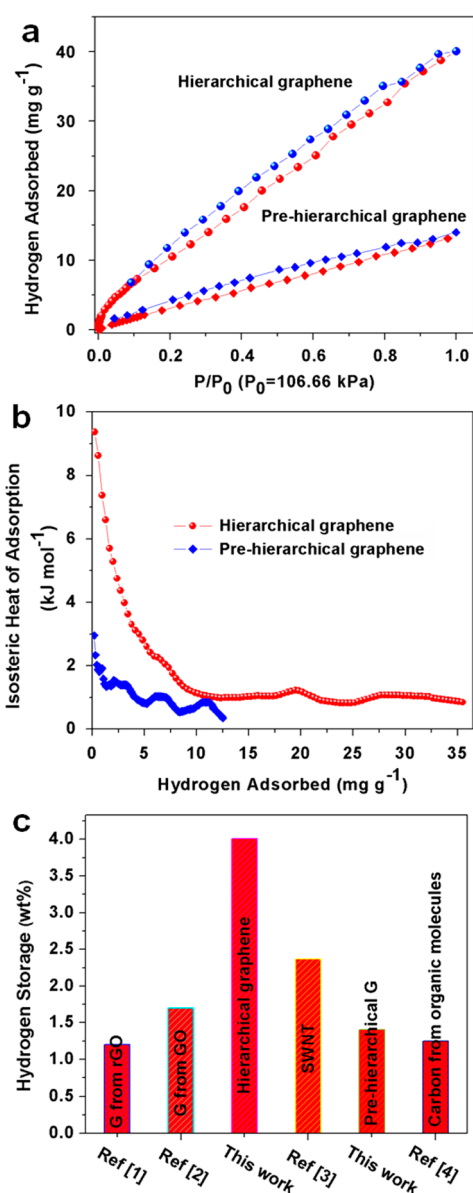 a
40
30
20
10
0
Hydrogen Adsorbed (mg g⁻¹)
Hierarchical graphene
Pre-hierarchical graphene
0.0 0.2 0.4 0.6 0.8 1.0
P/P₀ (P₀=106.66 kPa)
b
10
8
6
4
2
0
Isosteric Heat of Adsorption
(kJ mol⁻¹)
Hierarchical graphene
Pre-hierarchical graphene
0 5 10 15 20 25 30 35
Hydrogen Adsorbed (mg g⁻¹)
c
4.0
3.5
3.0
2.5
2.0
1.5
1.0
0.5
0.0
Hydrogen Storage (wt%)
G from rGO
G from GO
Hierarchical graphene
SWNT
Pre-hierarchical G
Carbon from organic molecules
Ref [1]
Ref [2]
This work
Ref [3]
This work
Ref [4]